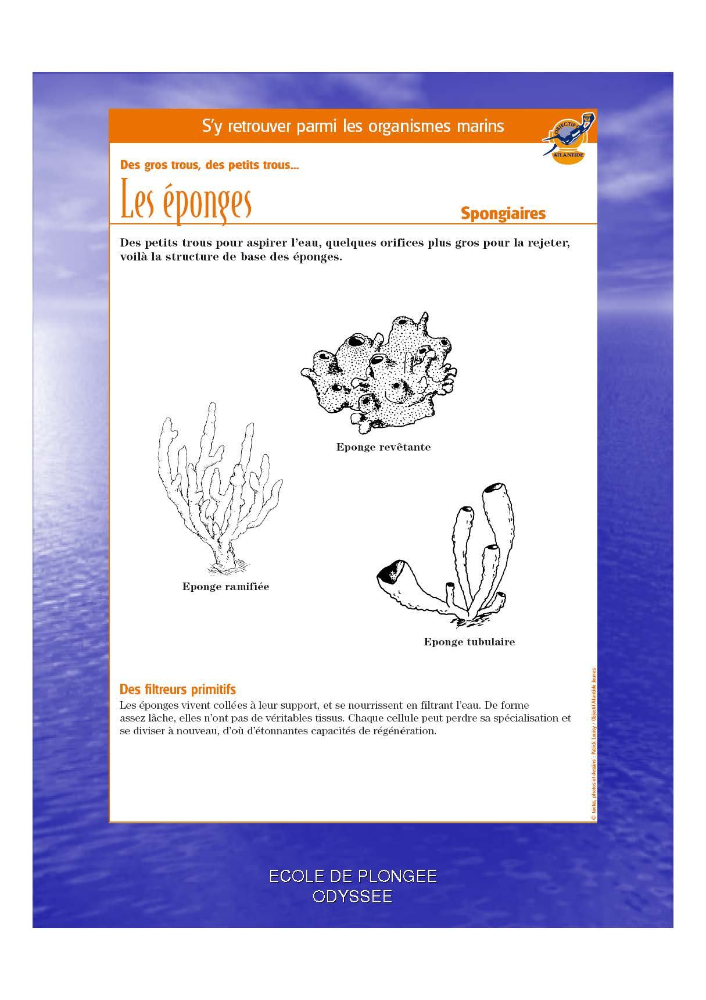 S'y retrouver parmi les organismes marins
OBJECTIF
ATLANTIDE
Des gros trous, des petits trous...
Les éponges
Spongiaires
Des petits trous pour aspirer l'eau, quelques orifices plus gros pour la rejeter,
voilà la structure de base des éponges.
Eponge revêtante
Eponge ramifiée
Eponge tubulaire
Des filtreurs primitifs
Les éponges vivent collées à leur support, et se nourrissent en filtrant l'eau. De forme
assez lâche, elles n'ont pas de véritables tissus. Chaque cellule peut perdre sa spécialisation et
se diviser à nouveau, d'où d'étonnantes capacités de régénération.
© textes, photos et dessins : Patrick Louisy / Objectif Atlantide Jeunes
ECOLE DE PLONGEE
ODYSSEE